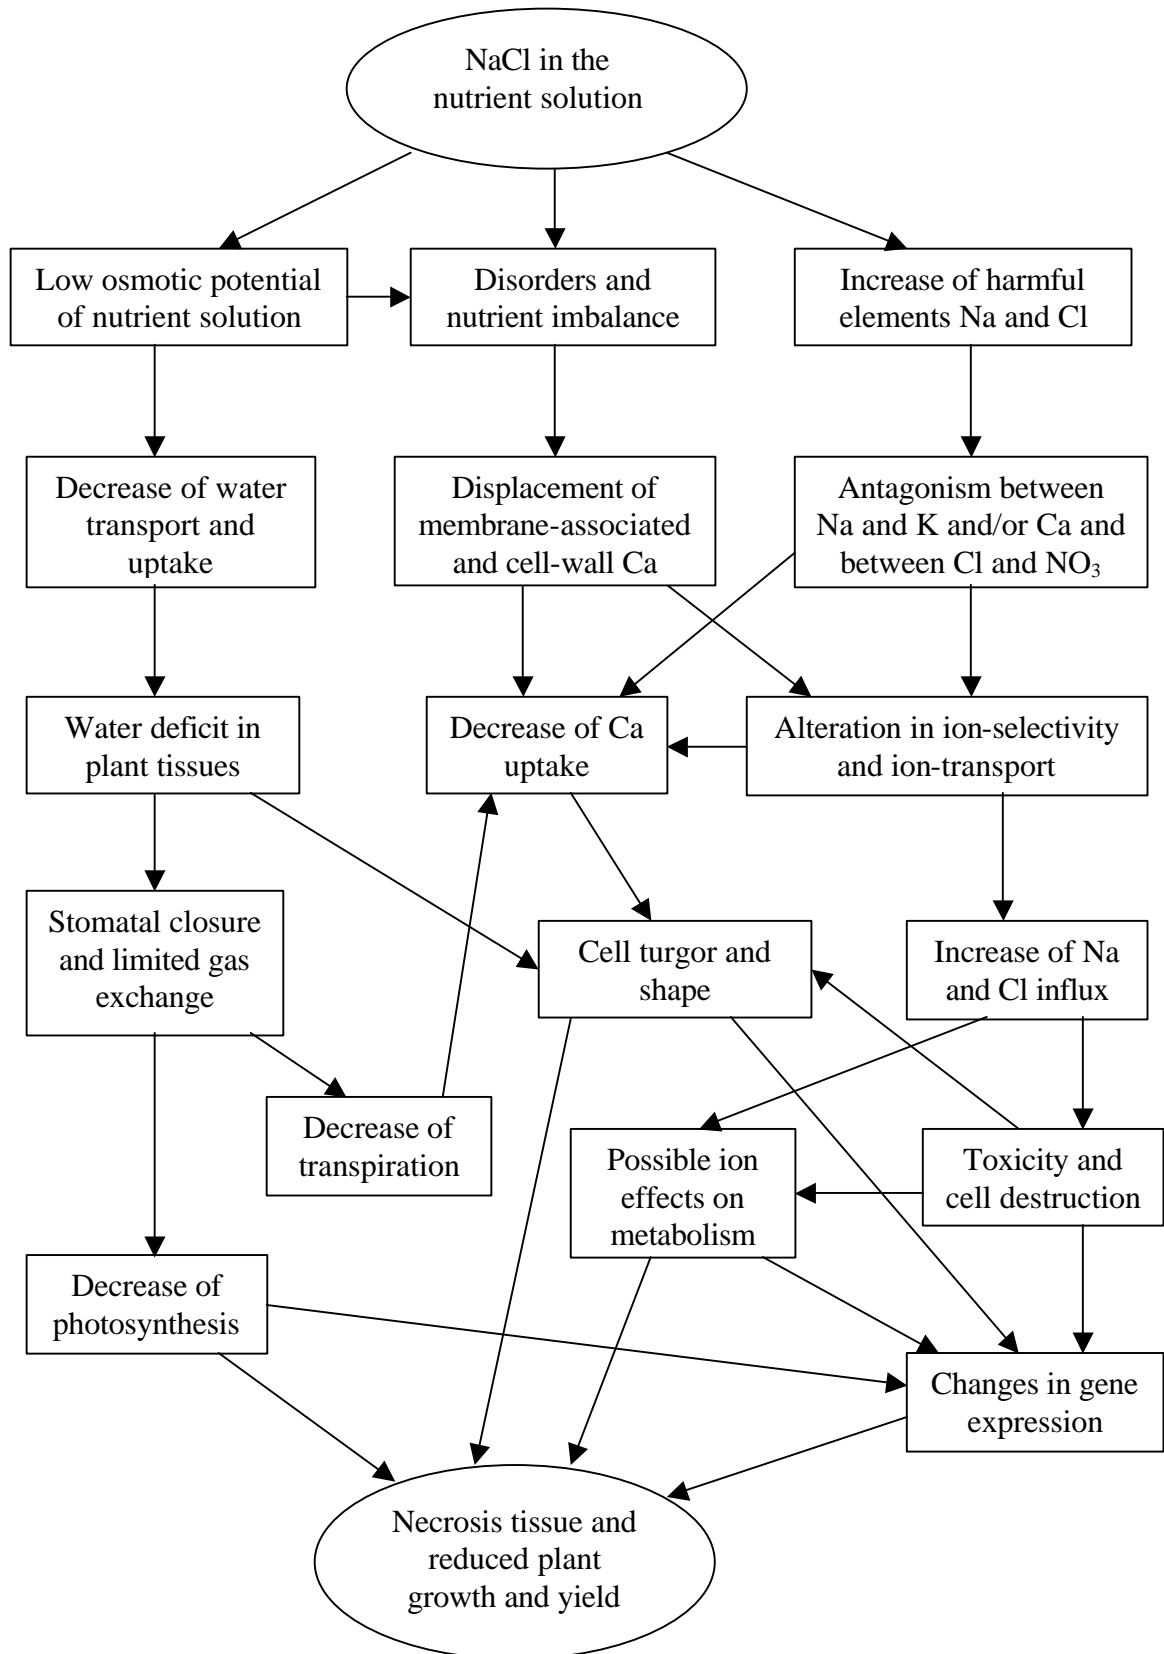 NaCl in the
nutrient solution
Low osmotic potential
of nutrient solution
Disorders and
nutrient imbalance
Increase of harmful
elements Na and Cl
Decrease of water
transport and
uptake
Displacement of
membrane-associated
and cell-wall Ca
Antagonism between
Na and K and/or Ca and
between Cl and NO₃
Water deficit in
plant tissues
Decrease of Ca
uptake
Alteration in ion-selectivity
and ion-transport
Stomatal closure
and limited gas
exchange
Cell turgor and
shape
Increase of Na
and Cl influx
Decrease of
transpiration
Possible ion
effects on
metabolism
Toxicity and
cell destruction
Decrease of
photosynthesis
Changes in gene
expression
Necrosis tissue and
reduced plant
growth and yield